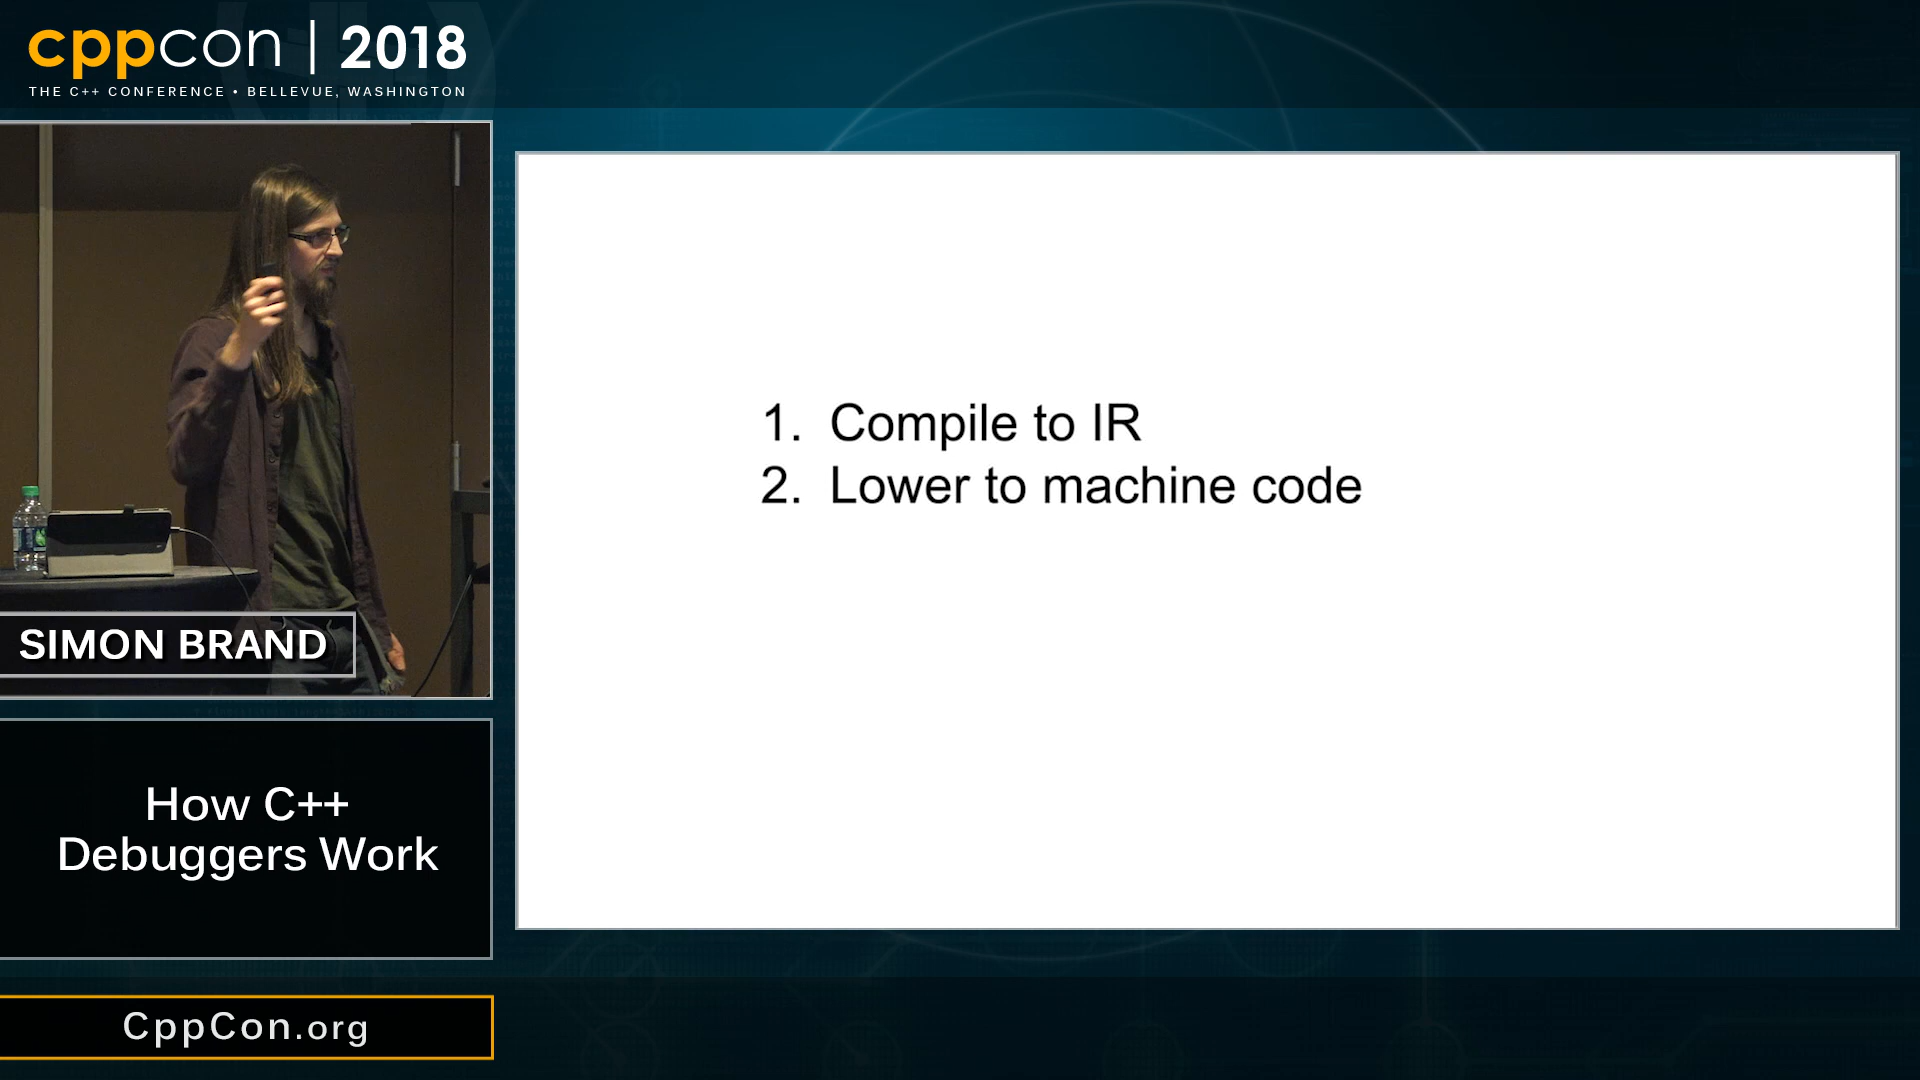 cppcon | 2018
THE C++ CONFERENCE • BELLEVUE, WASHINGTON
SIMON BRAND
How C++
Debuggers Work
CppCon.org
1. Compile to IR
2. Lower to machine code